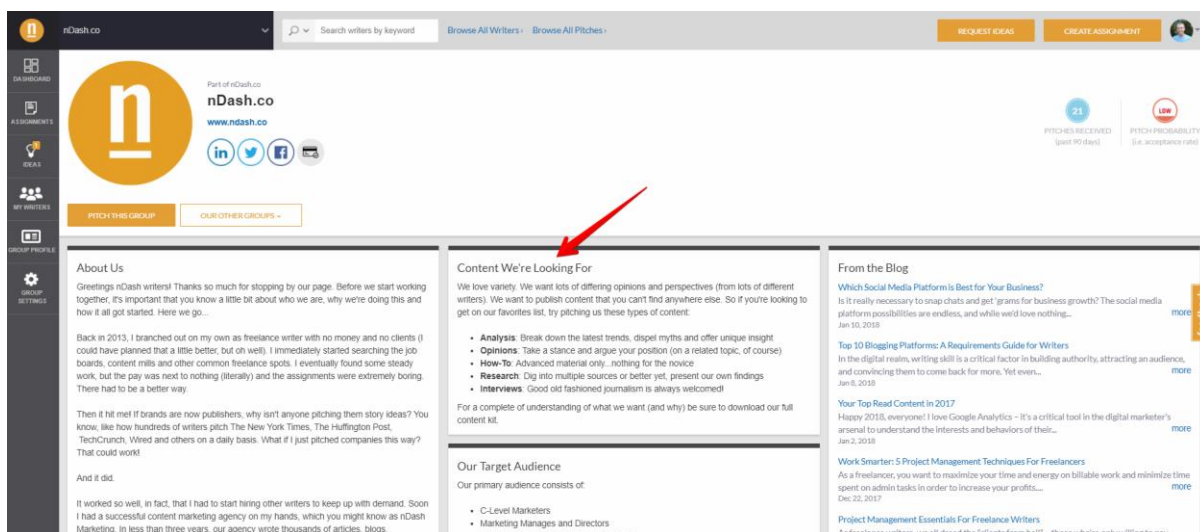 n
nDash.co
Search writers by keyword
Browse All Writers ›
Browse All Pitches ›
REQUEST IDEAS
CREATE ASSIGNMENT
DASHBOARD
ASSIGNMENTS
1
IDEAS
MY WRITERS
GROUP PROFILE
GROUP
SETTINGS
n
Part of nDash.co
nDash.co
www.ndash.co
in
f
21
PITCHES RECEIVED
(past 90 days)
LOW
PITCH PROBABILITY
(i.e. acceptance rate)
PITCH THIS GROUP
OUR OTHER GROUPS
About Us
Greetings nDash writers! Thanks so much for stopping by our page. Before we start working
together, it's important that you know a little bit about who we are, why we're doing this and
how it all got started. Here we go...
Back in 2013, I branched out on my own as freelance writer with no money and no clients (I
could have planned that a little better, but oh well). I immediately started searching the job
boards, content mills and other common freelance spots. I eventually found some steady
work, but the pay was next to nothing (literally) and the assignments were extremely boring.
There had to be a better way.
Then it hit me! If brands are now publishers, why isn't anyone pitching them story ideas? You
know, like how hundreds of writers pitch The New York Times, The Huffington Post,
TechCrunch, Wired and others on a daily basis. What if I just pitched companies this way?
That could work!
And it did.
It worked so well, in fact, that I had to start hiring other writers to keep up with demand. Soon
I had a successful content marketing agency on my hands, which you might know as nDash
Marketing. In less than three years, our agency wrote thousands of articles, blogs,
Content We're Looking For
We love variety. We want lots of differing opinions and perspectives (from lots of different
writers). We want to publish content that you can't find anywhere else. So if you're looking to
get on our favorites list, try pitching us these types of content:
• Analysis: Break down the latest trends, dispel myths and offer unique insight
• Opinions: Take a stance and argue your position (on a related topic, of course)
• How-To: Advanced material only...nothing for the novice
• Research: Dig into multiple sources or better yet, present our own findings
• Interviews: Good old fashioned journalism is always welcomed!
For a complete of understanding of what we want (and why) be sure to download our full
content kit.
Our Target Audience
Our primary audience consists of:
• C-Level Marketers
• Marketing Manages and Directors
From the Blog
Which Social Media Platform is Best for Your Business?
Is it really necessary to snap chats and get 'grams for business growth? The social media
platform possibilities are endless, and while we'd love nothing... more
Jan 10, 2018
Top 10 Blogging Platforms: A Requirements Guide for Writers
In the digital realm, writing skill is a critical factor in building authority, attracting an audience,
and convincing them to come back for more. Yet even... more
Jan 8, 2018
Your Top Read Content in 2017
Happy 2018, everyone! I love Google Analytics – it's a critical tool in the digital marketer's
arsenal to understand the interests and behaviors of their... more
Jan 2, 2018
Work Smarter: 5 Project Management Techniques For Freelancers
As a freelancer, you want to maximize your time and energy on billable work and minimize time
spent on admin tasks in order to increase your profits.... more
Dec 22, 2017
Project Management Essentials For Freelance Writers